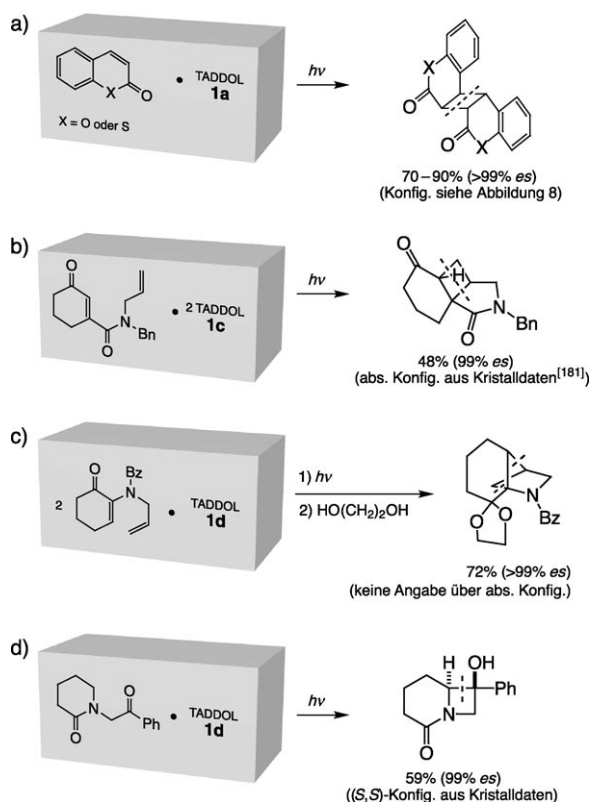 a)
X
O
TADDOL
1a
X = O oder S
hν
X
O
O
X
70–90% (>99% es)
(Konfig. siehe Abbildung 8)
b)
O
N
Bn
O
2 TADDOL
1c
hν
O
H
N
Bn
O
48% (99% es)
(abs. Konfig. aus Kristalldaten[181])
c)
2
O
Bz
N
TADDOL
1d
1) hν
2) HO(CH2)2OH
O
O
N
Bz
72% (>99% es)
(keine Angabe über abs. Konfig.)
d)
N
O
O
Ph
TADDOL
1d
hν
H
OH
Ph
N
O
59% (99% es)
((S,S)-Konfig. aus Kristalldaten)